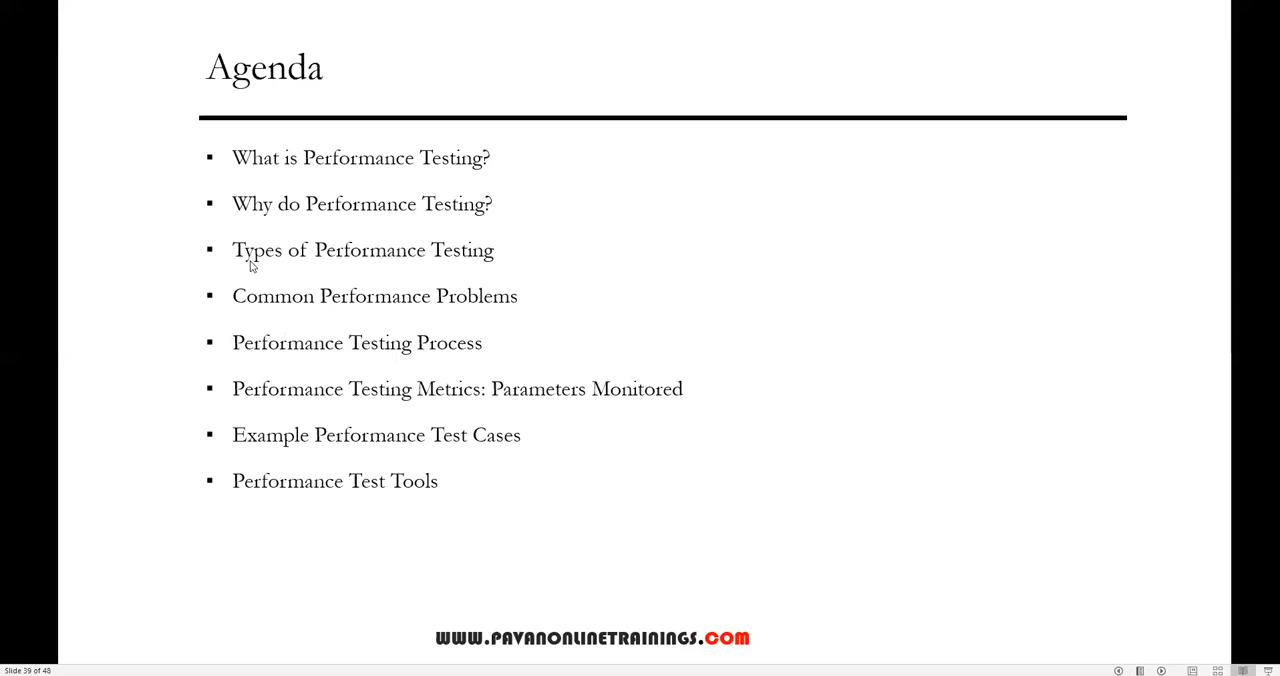 Agenda
▪ What is Performance Testing?
▪ Why do Performance Testing?
▪ Types of Performance Testing
▪ Common Performance Problems
▪ Performance Testing Process
▪ Performance Testing Metrics: Parameters Monitored
▪ Example Performance Test Cases
▪ Performance Test Tools
WWW.PAVANONLINETRAININGS.COM
Slide 39 of 48